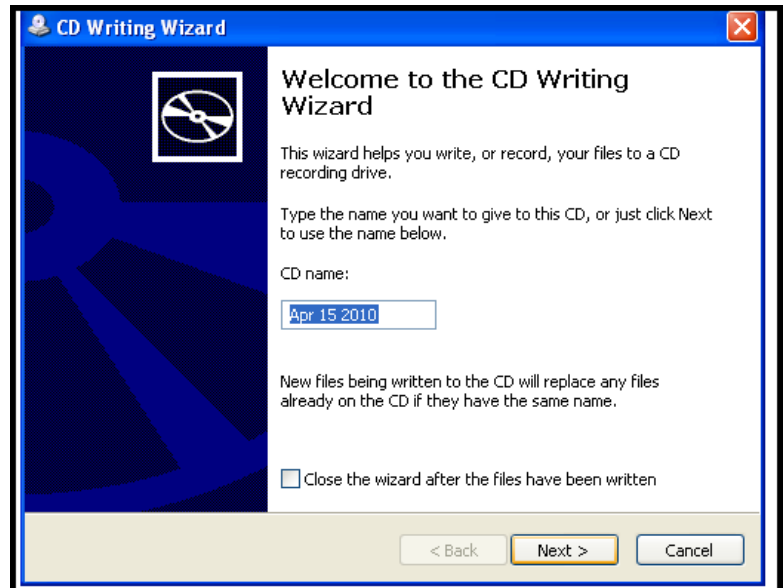 CD Writing Wizard
Welcome to the CD Writing
Wizard
This wizard helps you write, or record, your files to a CD
recording drive.
Type the name you want to give to this CD, or just click Next
to use the name below.
CD name:
Apr 15 2010
New files being written to the CD will replace any files
already on the CD if they have the same name.
Close the wizard after the files have been written
< Back Next > Cancel